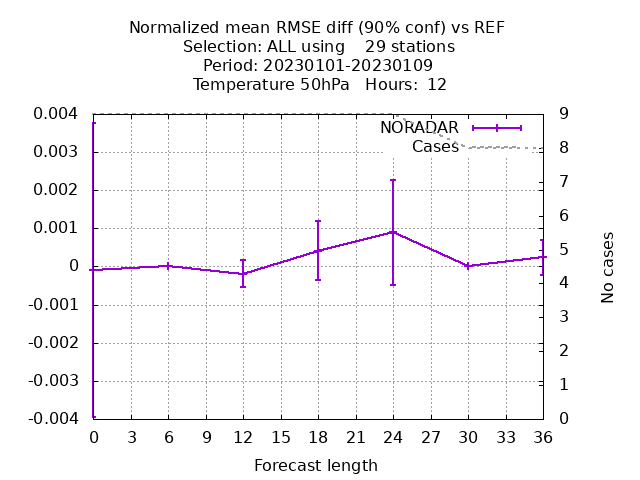 Normalized mean RMSE diff (90% conf) vs REF
Selection: ALL using    29 stations
Period: 20230101-20230109
Temperature 50hPa   Hours:  12
NORADAR
Cases
0.004
0.003
0.002
0.001
0
-0.001
-0.002
-0.003
-0.004
9
8
7
6
5
4
3
2
1
0
No cases
0 3 6 9 12 15 18 21 24 27 30 33 36
Forecast length